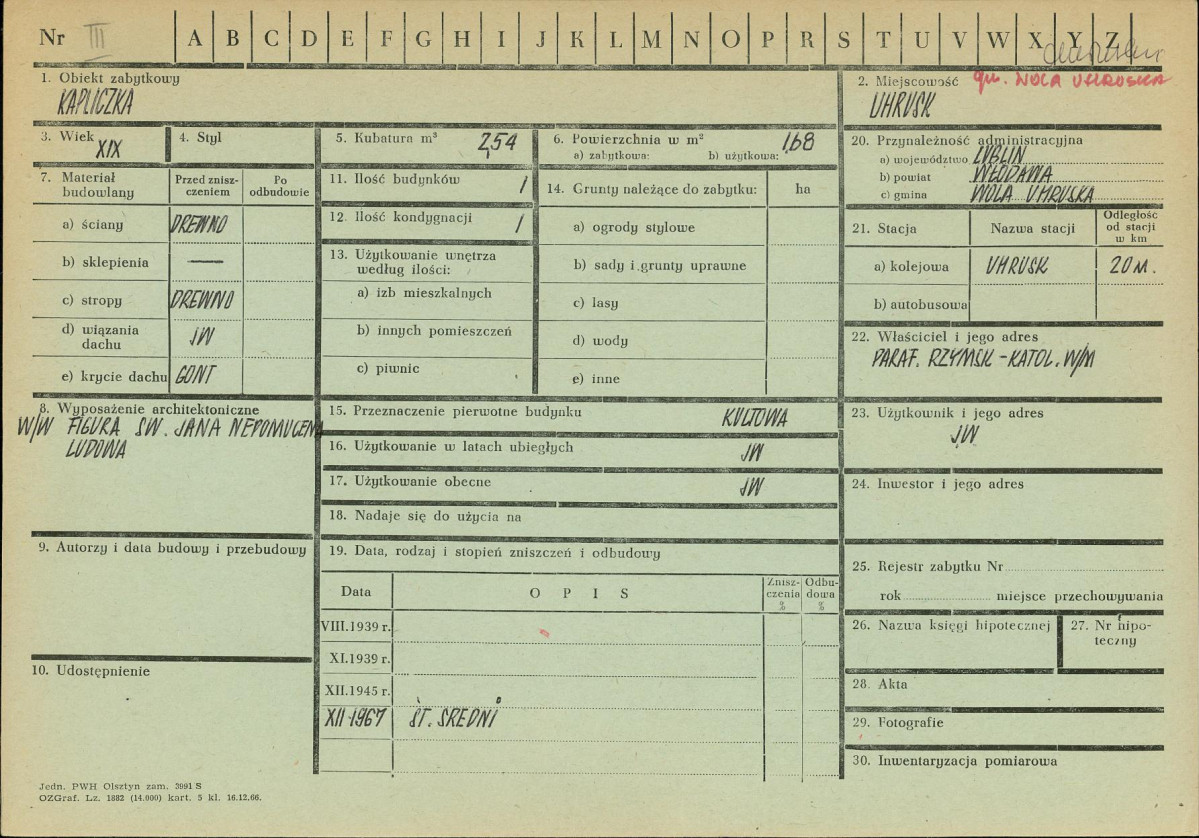 Nr III A B C D E F G H I J K L M N O P R S T U V W X Y Z
1. Obiekt zabytkowy
KAPLICZKA
2. Miejscowość gm. WOLA UHRUSKA
UHRUSK
3. Wiek XIX
4. Styl
5. Kubatura m³ 2,54
6. Powierzchnia w m² 1,68
a) zabytkowa: b) użytkowa:
7. Materiał budowlany
Przed zniszczeniem
Po odbudowie
a) ściany DREWNO
b) sklepienia —
c) stropy DREWNO
d) wiązania dachu JW
e) krycie dachu GONT
8. Wyposażenie architektoniczne
W/W FIGURA ŚW. JANA NEPOMUCENA
LUDOWA
9. Autorzy i data budowy i przebudowy
10. Udostępnienie
11. Ilość budynków 1
12. Ilość kondygnacji 1
13. Użytkowanie wnętrza
według ilości:
a) izb mieszkalnych
b) innych pomieszczeń
c) piwnic
14. Grunty należące do zabytku: ha
a) ogrody stylowe
b) sady i grunty uprawne
c) lasy
d) wody
e) inne
15. Przeznaczenie pierwotne budynku KULTOWA
16. Użytkowanie w latach ubiegłych JW
17. Użytkowanie obecne JW
18. Nadaje się do użycia na
19. Data, rodzaj i stopień zniszczeń i odbudowy
Data OPIS Zniszczenia % Odbudowa %
VIII.1939 r.
XI.1939 r.
XII.1945 r.
XII-1967 ST. ŚREDNI
20. Przynależność administracyjna
a) województwo LUBLIN
b) powiat WŁODAWA
c) gmina WOLA UHRUSKA
21. Stacja Nazwa stacji Odległość od stacji w km
a) kolejowa UHRUSK 20 M.
b) autobusowa
22. Właściciel i jego adres
PARAF. RZYMSK-KATOL. W/M
23. Użytkownik i jego adres
JW
24. Inwestor i jego adres
25. Rejestr zabytku Nr
rok miejsce przechowywania
26. Nazwa księgi hipotecznej
27. Nr hipoteczny
28. Akta
29. Fotografie
30. Inwentaryzacja pomiarowa
Jedn. PWH Olsztyn zam. 3991 S
OZGraf. Lz. 1882 (14.000) kart. 5 kl. 16.12.66.